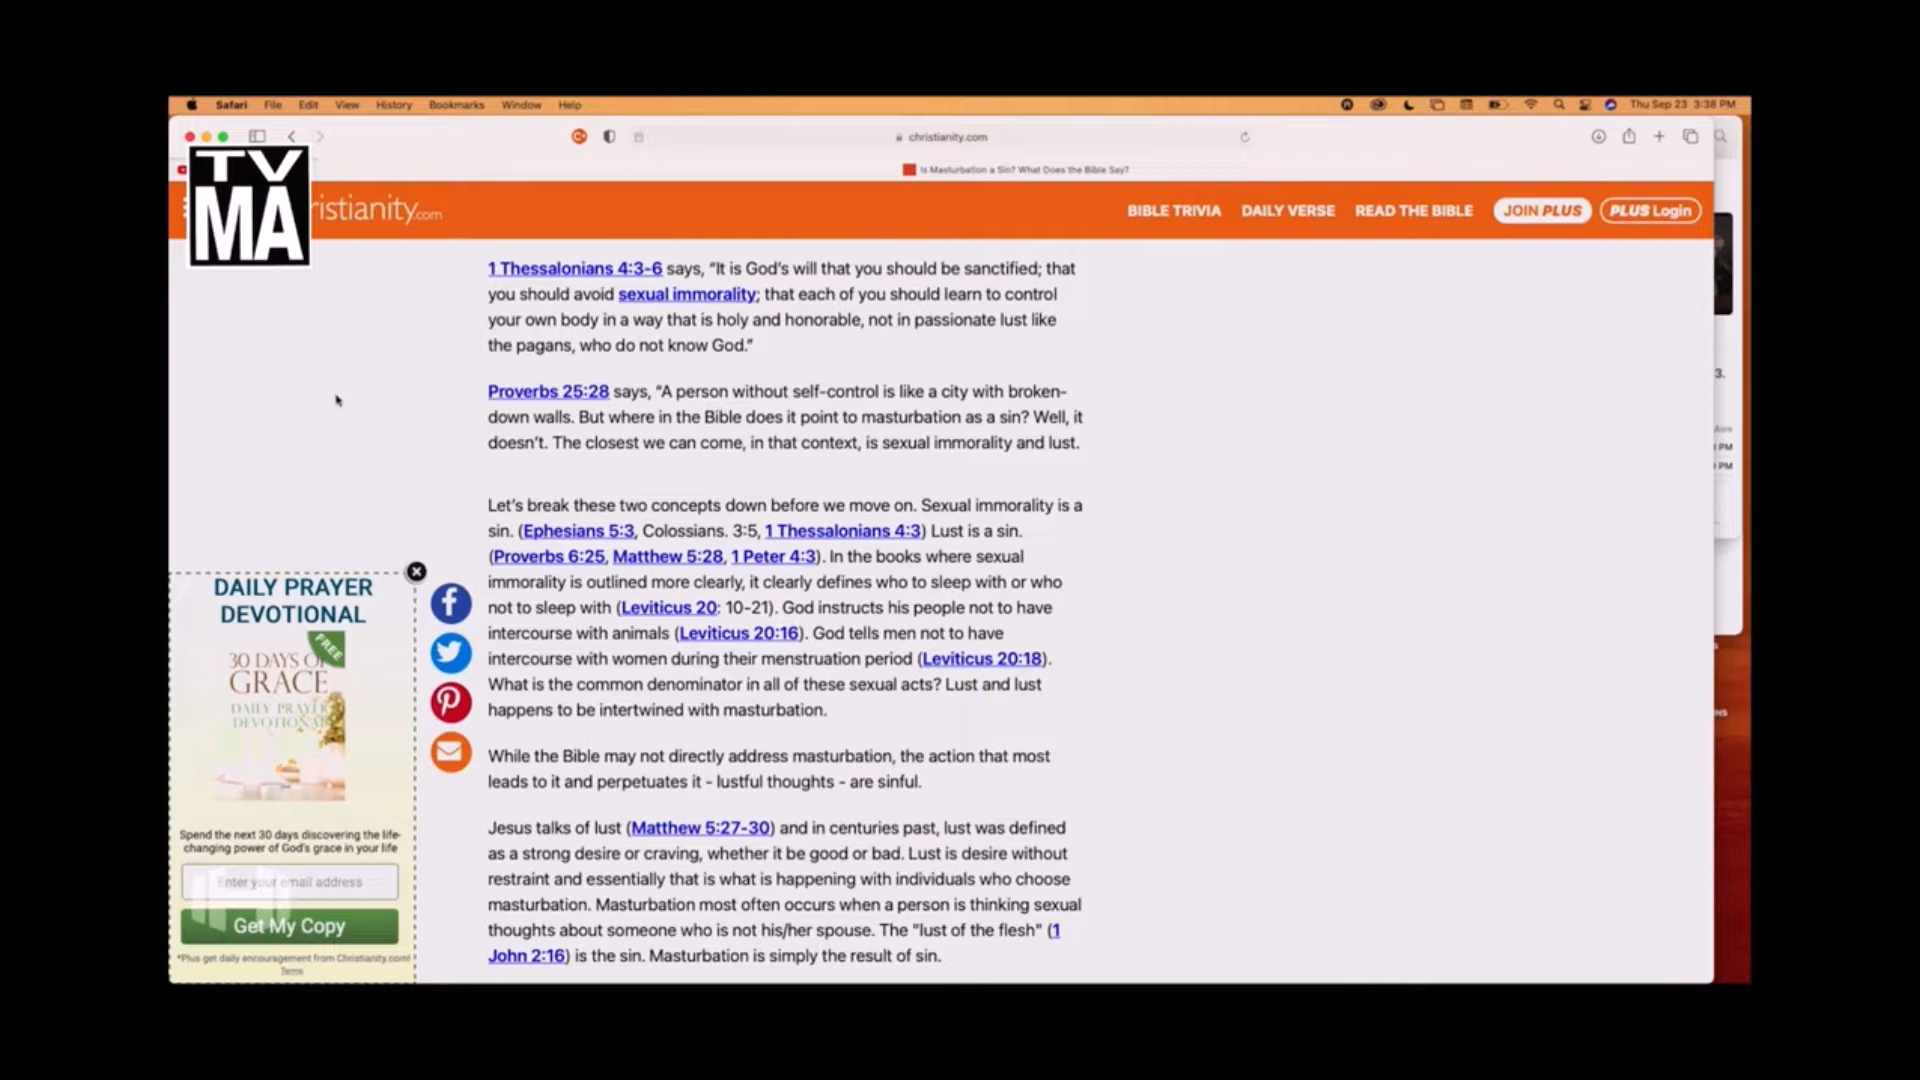 Safari File Edit View History Bookmarks Window Help Thu Sep 23 3:38 PM
christianity.com
Is Masturbation a Sin? What Does the Bible Say?
TV
MA
ristianity.com BIBLE TRIVIA DAILY VERSE READ THE BIBLE JOIN PLUS PLUS Login
1 Thessalonians 4:3-6 says, “It is God’s will that you should be sanctified; that
you should avoid sexual immorality; that each of you should learn to control
your own body in a way that is holy and honorable, not in passionate lust like
the pagans, who do not know God.”
Proverbs 25:28 says, “A person without self-control is like a city with broken-
down walls. But where in the Bible does it point to masturbation as a sin? Well, it
doesn’t. The closest we can come, in that context, is sexual immorality and lust.
Let’s break these two concepts down before we move on. Sexual immorality is a
sin. (Ephesians 5:3, Colossians. 3:5, 1 Thessalonians 4:3) Lust is a sin.
(Proverbs 6:25, Matthew 5:28, 1 Peter 4:3). In the books where sexual
immorality is outlined more clearly, it clearly defines who to sleep with or who
not to sleep with (Leviticus 20: 10-21). God instructs his people not to have
intercourse with animals (Leviticus 20:16). God tells men not to have
intercourse with women during their menstruation period (Leviticus 20:18).
What is the common denominator in all of these sexual acts? Lust and lust
happens to be intertwined with masturbation.
While the Bible may not directly address masturbation, the action that most
leads to it and perpetuates it - lustful thoughts - are sinful.
Jesus talks of lust (Matthew 5:27-30) and in centuries past, lust was defined
as a strong desire or craving, whether it be good or bad. Lust is desire without
restraint and essentially that is what is happening with individuals who choose
masturbation. Masturbation most often occurs when a person is thinking sexual
thoughts about someone who is not his/her spouse. The "lust of the flesh" (1
John 2:16) is the sin. Masturbation is simply the result of sin.
DAILY PRAYER
DEVOTIONAL
FREE
30 DAYS OF
GRACE
DAILY PRAYER
DEVOTIONAL
Spend the next 30 days discovering the life-
changing power of God's grace in your life
Enter your email address
Get My Copy
*Plus get daily encouragement from Christianity.com!
Terms
3.
More
PM
PM